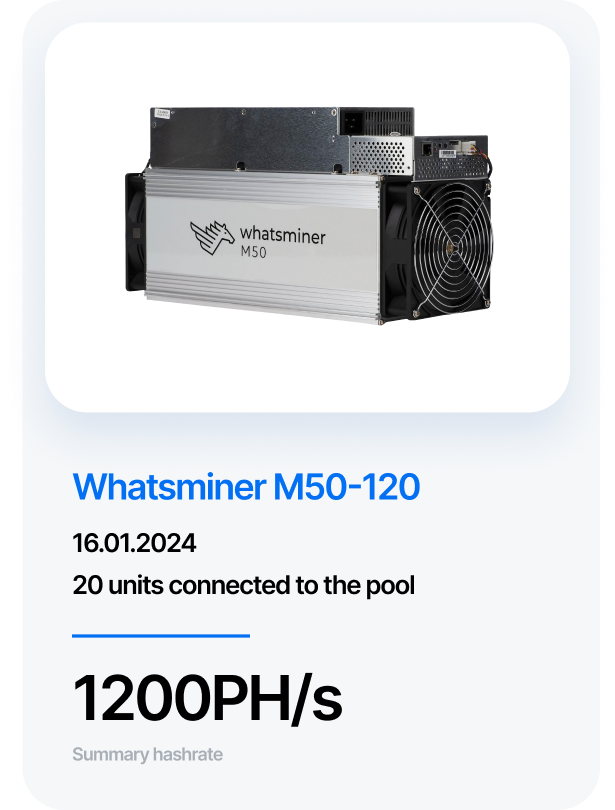 whatsminer
M50
Whatsminer M50-120
16.01.2024
20 units connected to the pool
1200PH/s
Summary hashrate